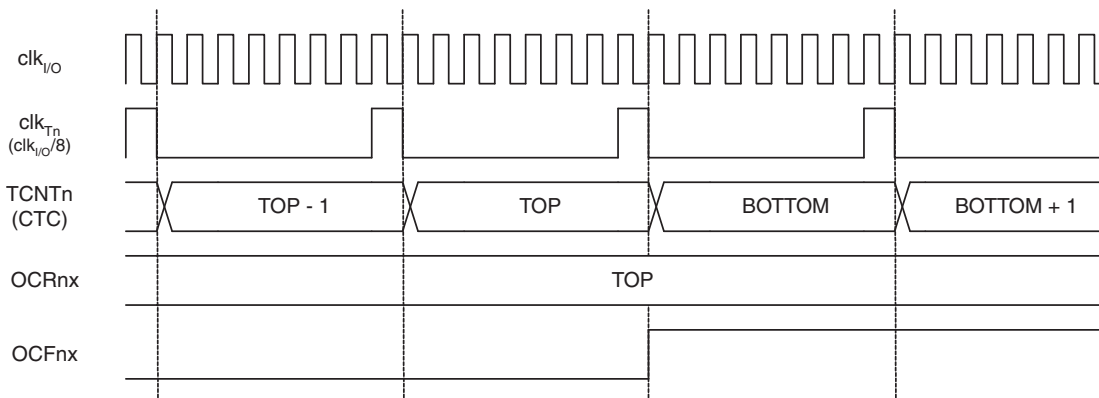 clkI/O
clkTn
(clkI/O/8)
TCNTn
(CTC)
TOP - 1
TOP
BOTTOM
BOTTOM + 1
OCRnx
TOP
OCFnx